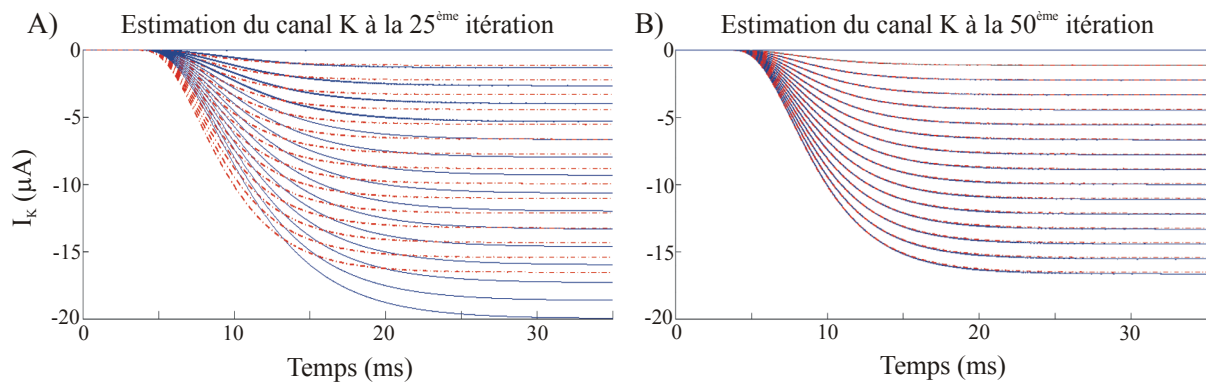 A) Estimation du canal K à la 25ème itération
0
-5
-10
-15
-20
I_K (µA)
0 10 20 30
Temps (ms)
B) Estimation du canal K à la 50ème itération
0
-5
-10
-15
-20
0 10 20 30
Temps (ms)